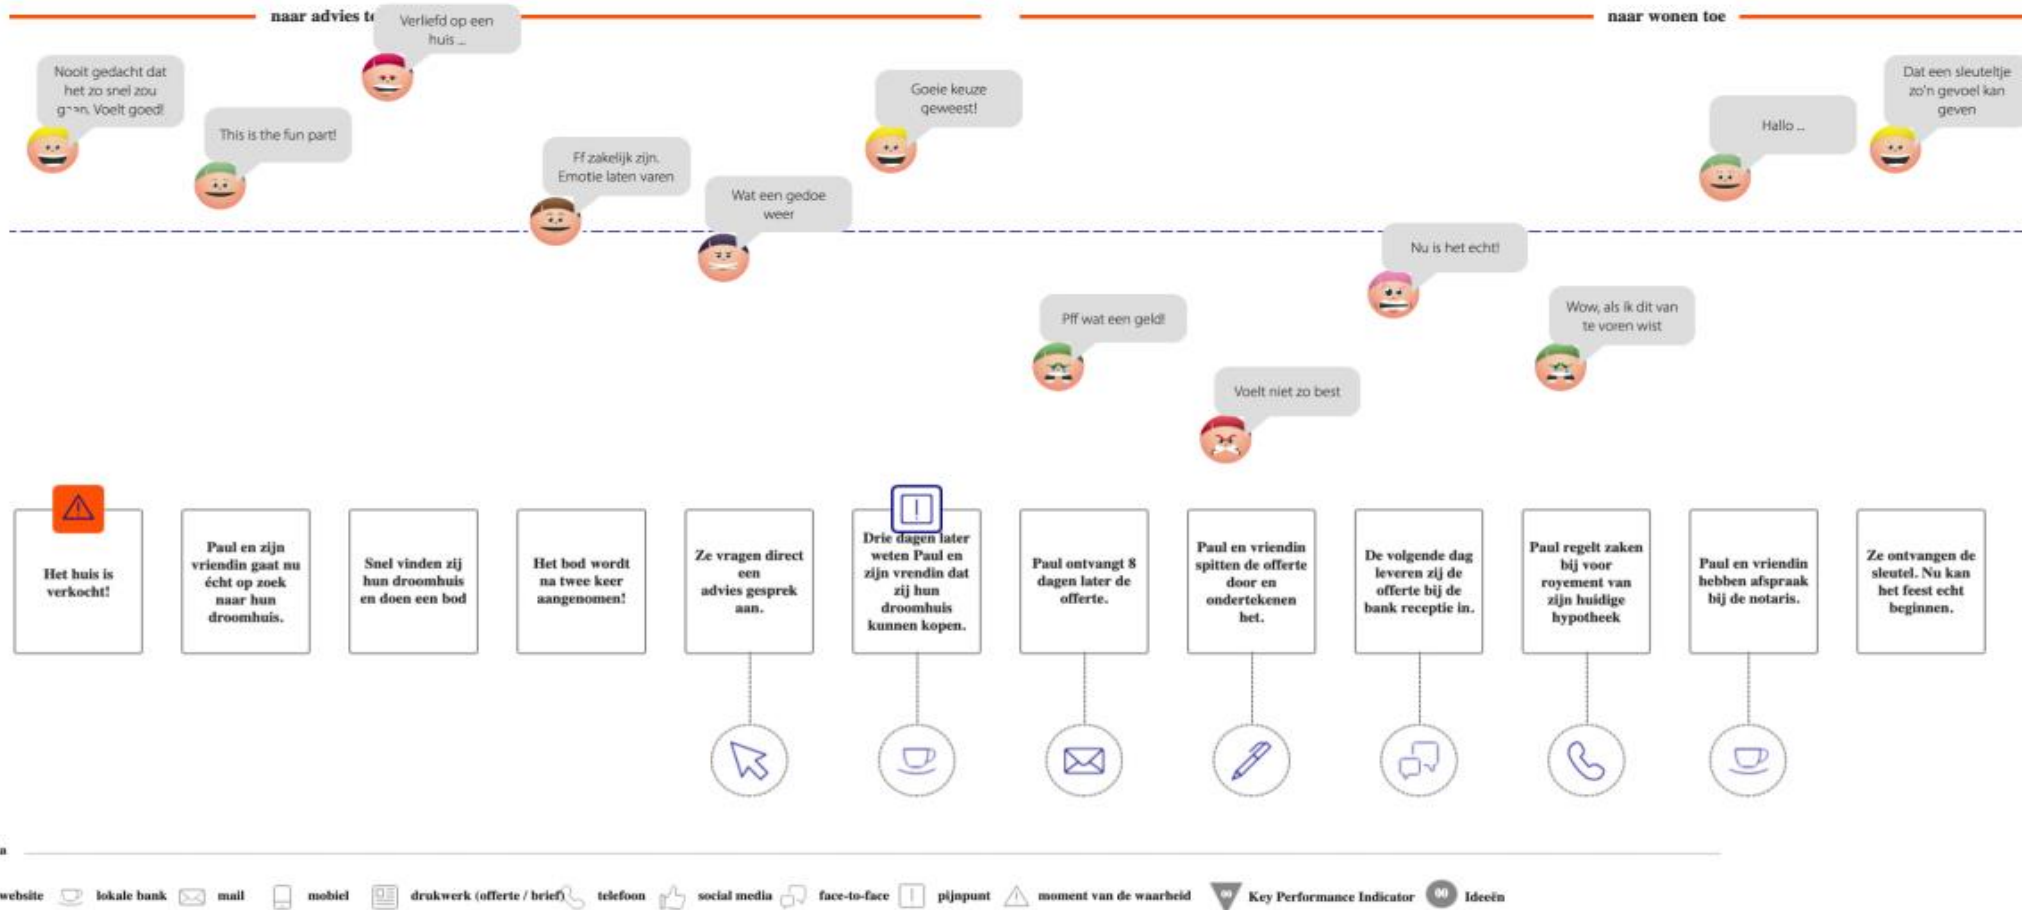 naar advies
naar wonen toe
Verliefd op een
huis ...
Nooit gedacht dat
het zo snel zou
gaan. Voelt goed!
This is the fun part!
Ff zakelijk zijn.
Emotie laten varen
Wat een gedoe
weer
Goeie keuze
geweest!
Pff wat een geld!
Voelt niet zo best
Nu is het echt!
Wow, als ik dit van
te voren wist
Hallo ...
Dat een sleuteltje
zo'n gevoel kan
geven
Het huis is
verkocht!
Paul en zijn
vriendin gaat nu
écht op zoek
naar hun
droomhuis.
Snel vinden zij
hun droomhuis
en doen een bod
Het bod wordt
na twee keer
aangenomen!
Ze vragen direct
een
advies gesprek
aan.
Drie dagen later
weten Paul en
zijn vrendin dat
zij hun
droomhuis
kunnen kopen.
Paul ontvangt 8
dagen later de
offerte.
Paul en vriendin
spitten de offerte
door en
ondertekenen
het.
De volgende dag
leveren zij de
offerte bij de
bank receptie in.
Paul regelt zaken
bij voor
royement van
zijn huidige
hypotheek
Paul en vriendin
hebben afspraak
bij de notaris.
Ze ontvangen de
sleutel. Nu kan
het feest echt
beginnen.
website lokale bank mail mobiel drukwerk (offerte / brief) telefoon social media face-to-face pijnpunt moment van de waarheid 00 Key Performance Indicator 00 Ideeën